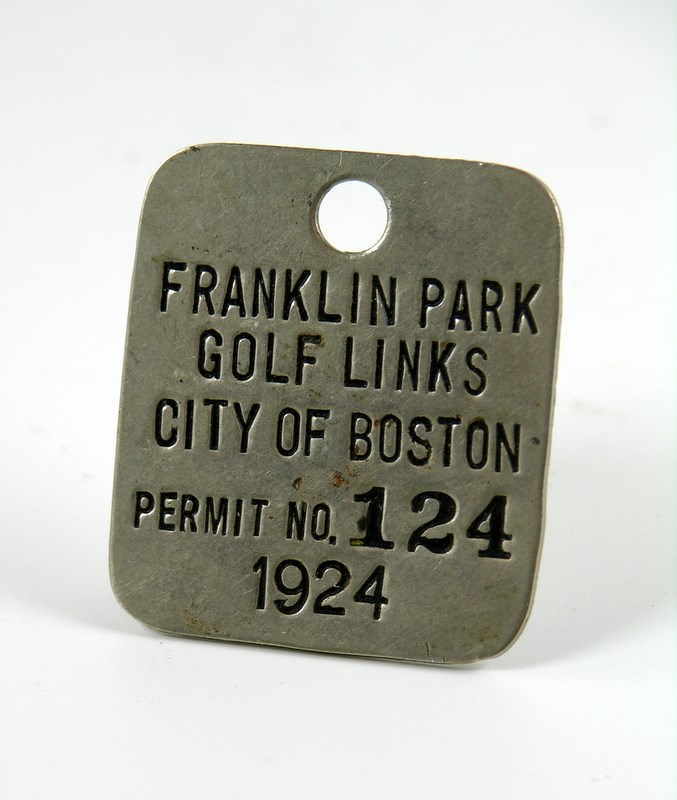 FRANKLIN PARK
GOLF LINKS
CITY OF BOSTON
PERMIT NO. 124
1924